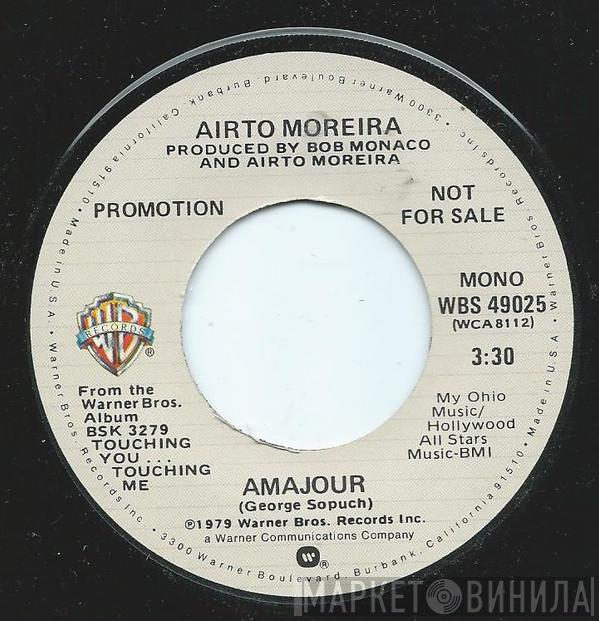 AIRTO MOREIRA
PRODUCED BY BOB MONACO
AND AIRTO MOREIRA
PROMOTION
NOT
FOR SALE
MONO
WBS 49025
(WCA 8112)
3:30
RECORDS
®
From the
Warner Bros.
Album
BSK 3279
TOUCHING
YOU . . .
TOUCHING
ME
My Ohio
Music/
Hollywood
All Stars
Music-BMI
AMAJOUR
(George Sopuch)
℗1979 Warner Bros. Records Inc.
a Warner Communications Company
®
• Made in U.S.A. • Warner Bros. Records Inc. • 3300 Warner Boulevard, Burbank, California 91510 • Made in U.S.A. • Warner Bros. Records Inc. • 3300 Warner Boulevard, Burbank, California 91510
МАРКЕТ ВИНИЛА